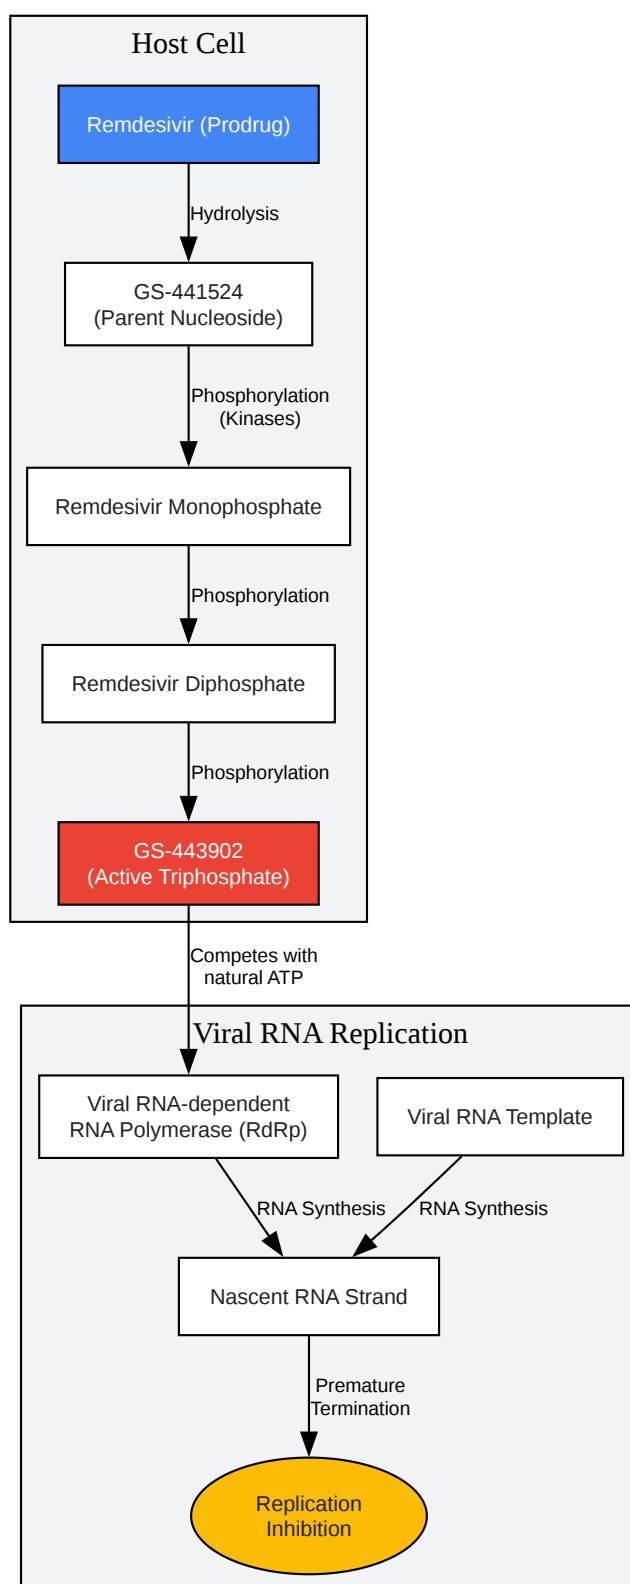 Host Cell
Remdesivir (Prodrug)
Hydrolysis
GS-441524
(Parent Nucleoside)
Phosphorylation
(Kinases)
Remdesivir Monophosphate
Phosphorylation
Remdesivir Diphosphate
Phosphorylation
GS-443902
(Active Triphosphate)
Competes with
natural ATP
Viral RNA Replication
Viral RNA-dependent
RNA Polymerase (RdRp)
Viral RNA Template
RNA Synthesis
RNA Synthesis
Nascent RNA Strand
Premature
Termination
Replication
Inhibition